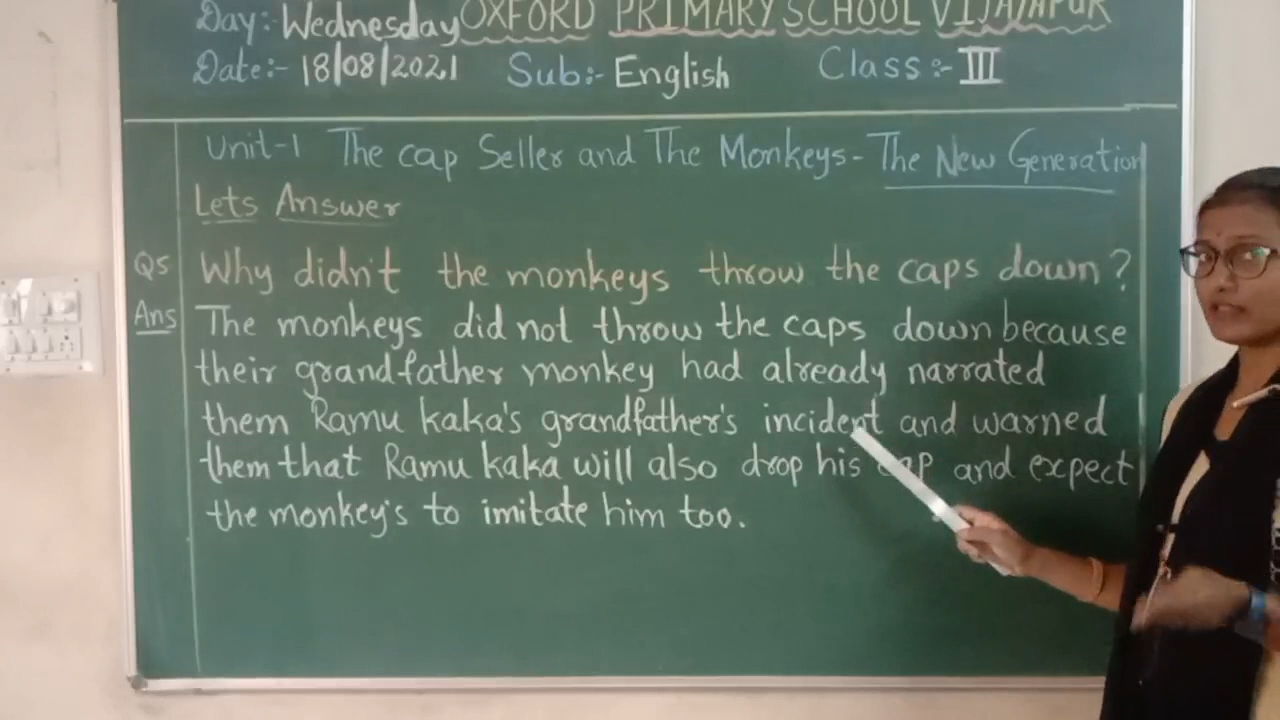 Day: Wednesday OXFORD PRIMARY SCHOOL VIJAYAPUR
Date:- 18/08/2021 Sub:- English Class:- III
Unit-1 The cap Seller and The Monkeys- The New Generation
Lets Answer
Q5 Why didn't the monkeys throw the caps down?
Ans The monkeys did not throw the caps down because
their grandfather monkey had already narrated
them Ramu kaka's grandfather's incident and warned
them that Ramu kaka will also drop his cap and expect
the monkey's to imitate him too.